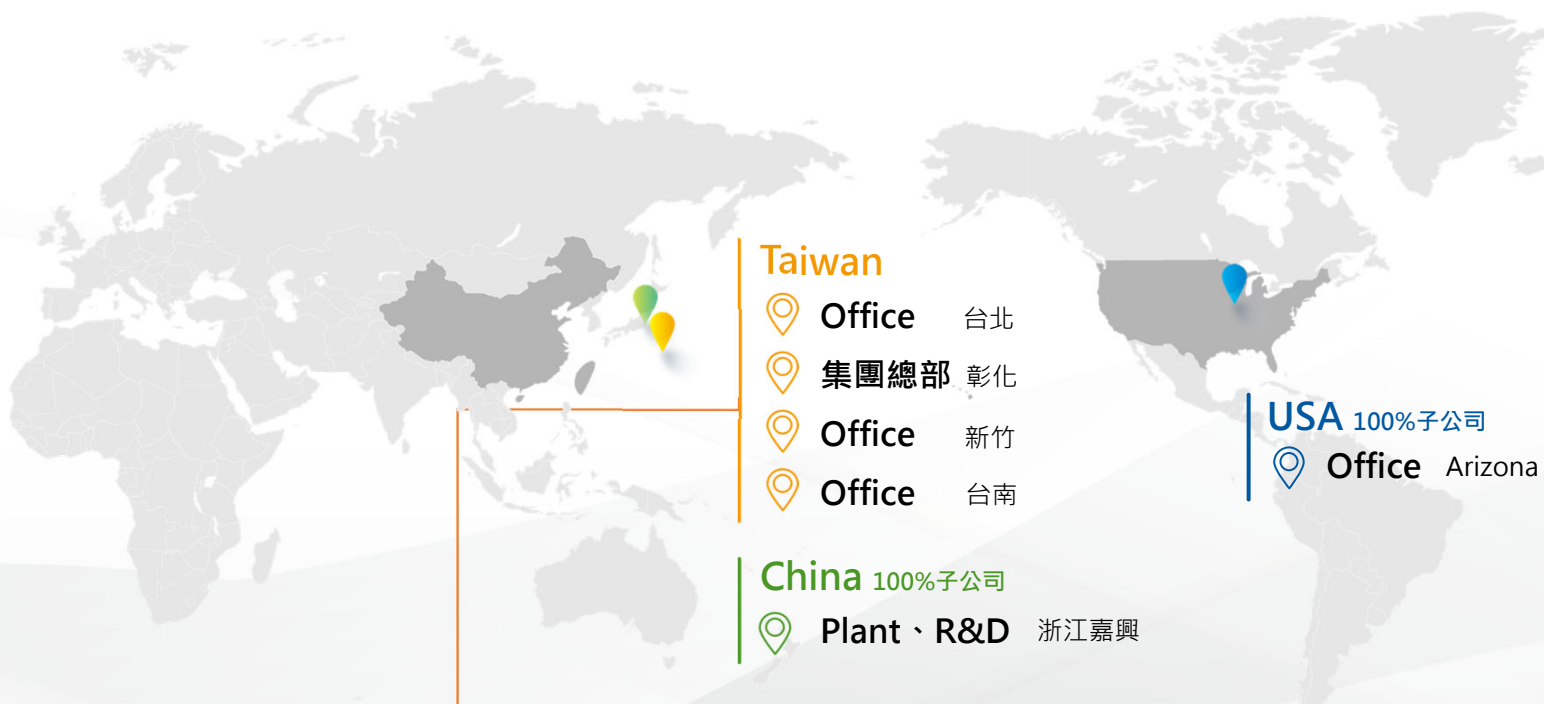 Taiwan
Office 台北
集團總部 彰化
Office 新竹
Office 台南
China 100%子公司
Plant、R&D 浙江嘉興
USA 100%子公司
Office Arizona